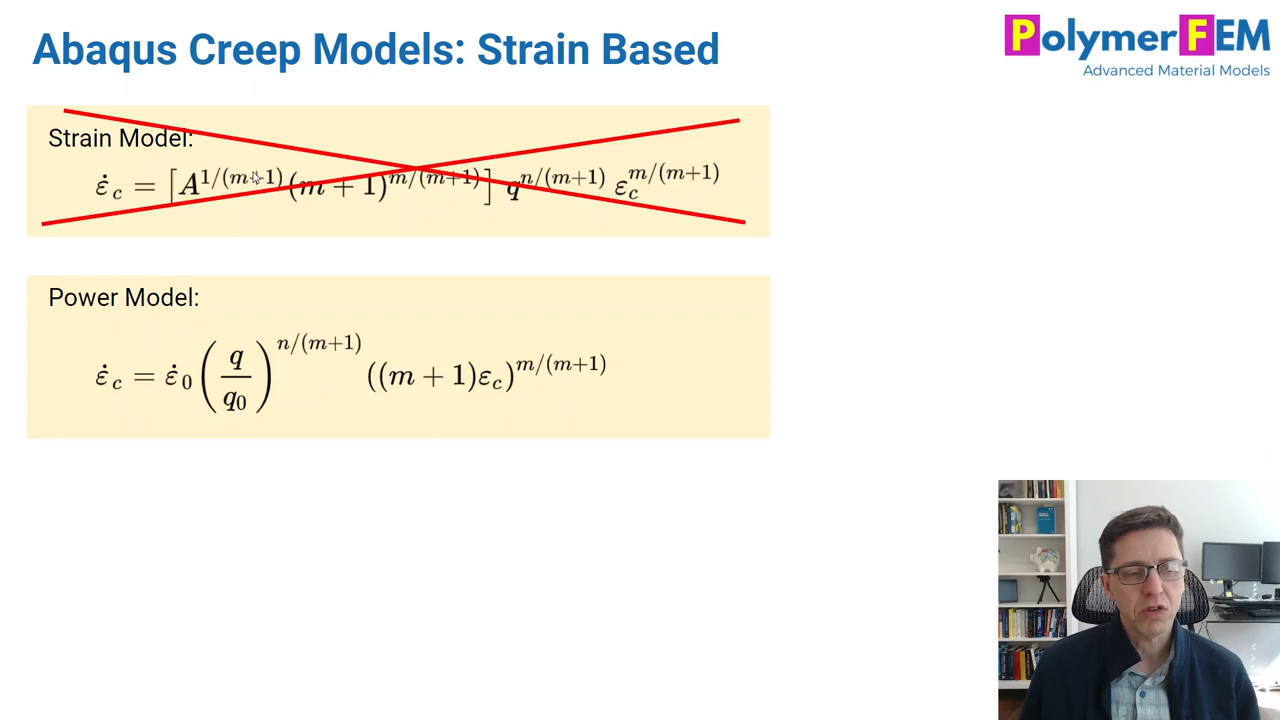 Abaqus Creep Models: Strain Based
PolymerFEM
Advanced Material Models
Strain Model:
ε̇_c = [A^{1/(m+1)} (m + 1)^{m/(m+1)}] q^{n/(m+1)} ε_c^{m/(m+1)}
Power Model:
ε̇_c = ε̇_0 (q/q_0)^{n/(m+1)} ((m + 1)ε_c)^{m/(m+1)}